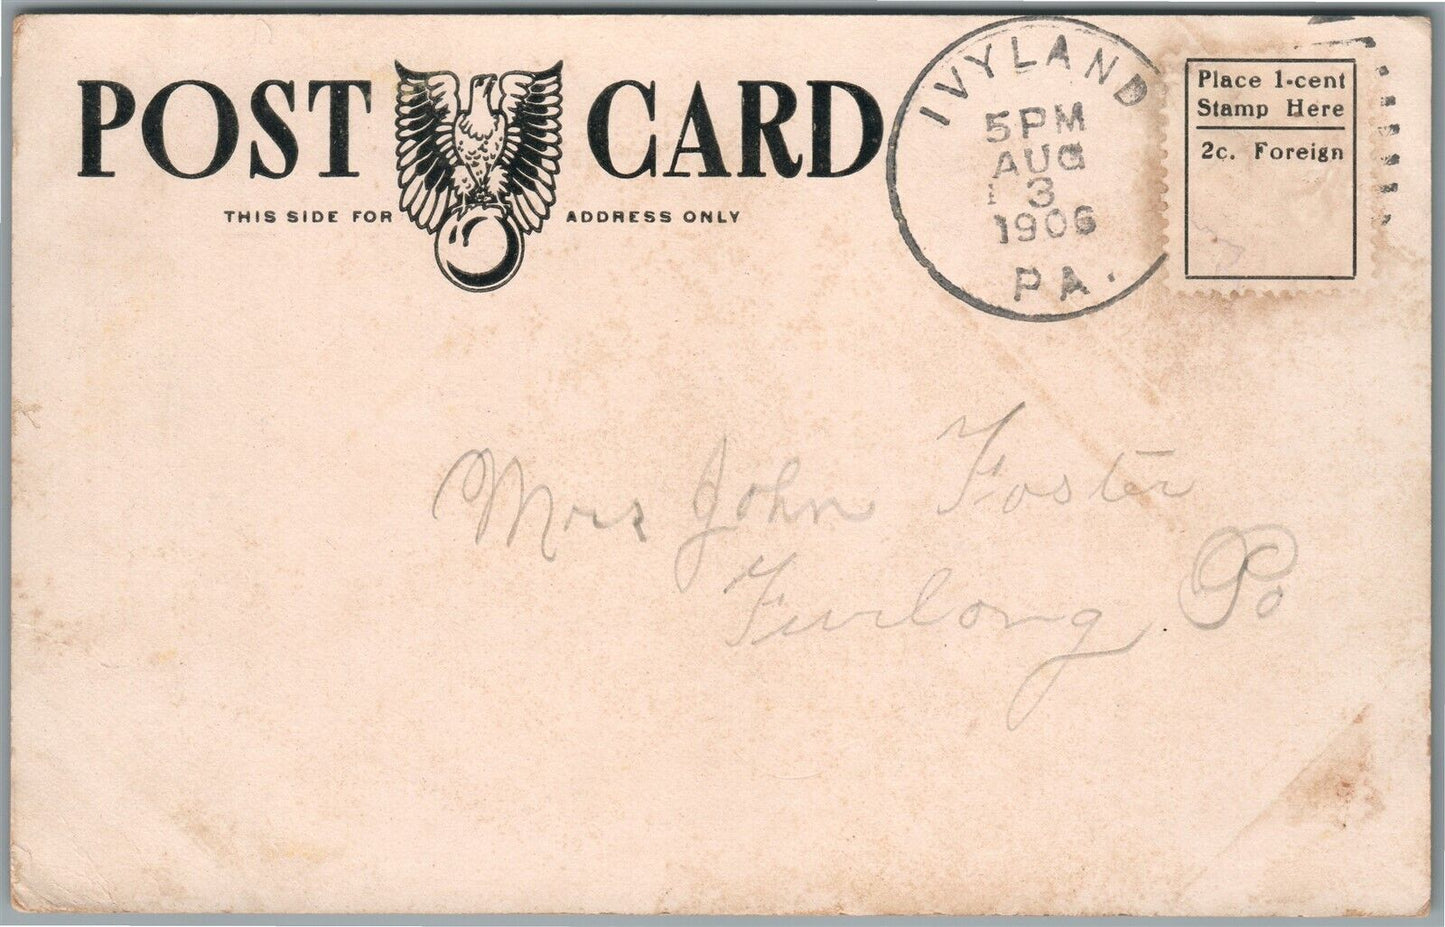 POST CARD
THIS SIDE FOR ADDRESS ONLY
IVYLAND
5PM
AUG
3
1906
PA.
Place 1-cent
Stamp Here
2c. Foreign
Mrs John Foster
Furlong Po